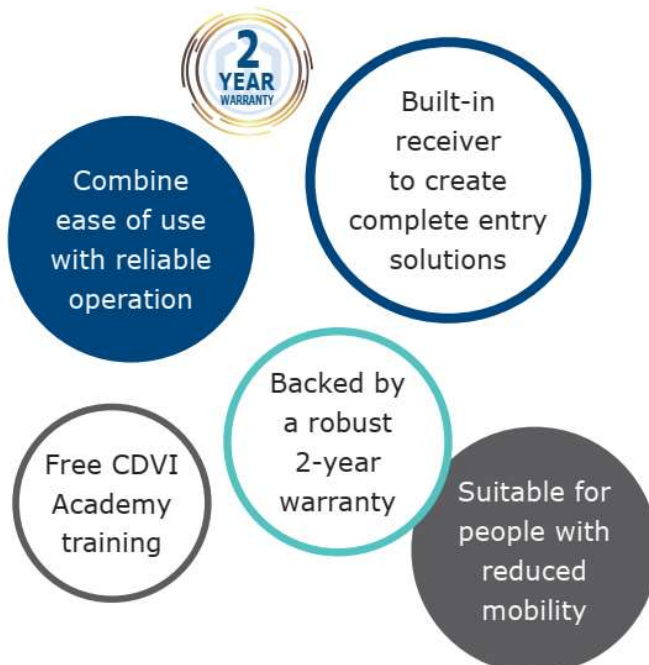 2
YEAR
WARRANTY
Built-in
receiver
to create
complete entry
solutions
Combine
ease of use
with reliable
operation
Backed by
a robust
2-year
warranty
Free CDVI
Academy
training
Suitable for
people with
reduced
mobility